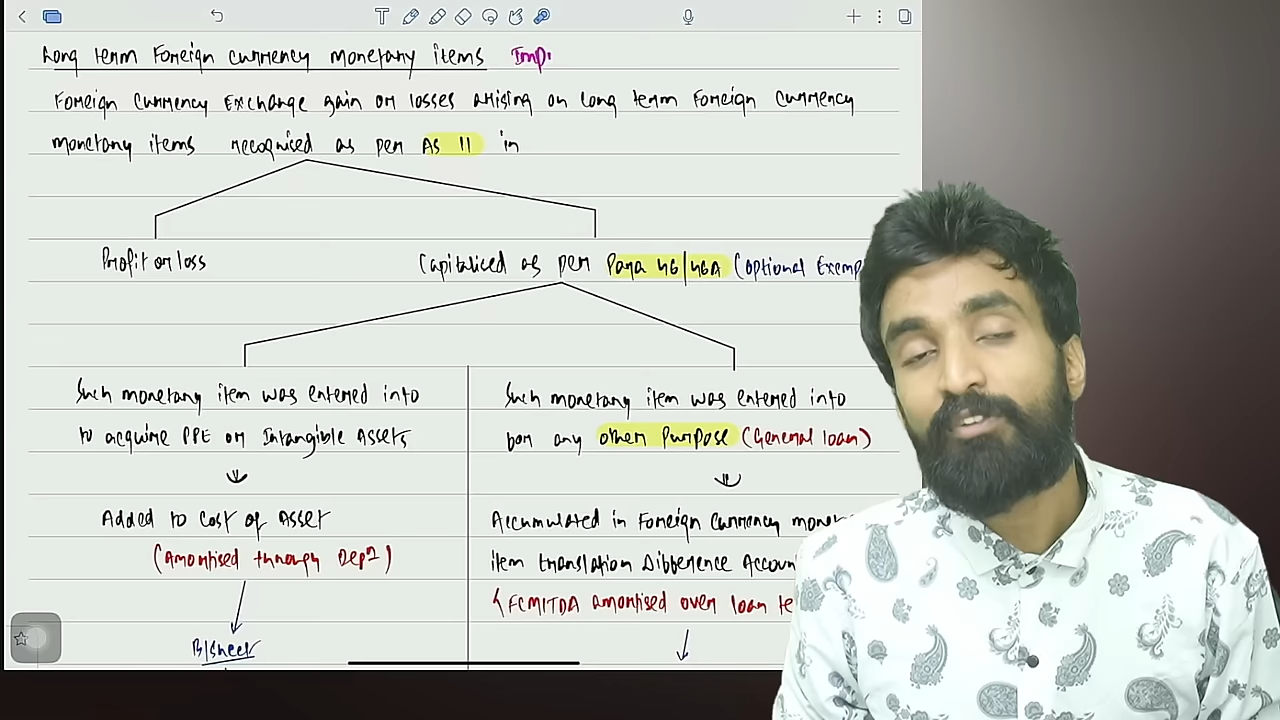 Long term Foreign currency monetary items Imp.
Foreign Currency Exchange gain or losses arising on long term Foreign currency
monetary items recognised as per AS 11 in
Profit or loss
Capitalised as per Para 46/46A (optional Exemp
Such monetary item was entered into
to acquire PPE or Intangible Assets
Added to Cost of Asset
(Amortised through Depn)
B/sheet
Such monetary item was entered into
for any other Purpose (General loan)
Accumulated in Foreign Currency monet
item translation Difference Accoun
(FCMITDA amortised over loan te